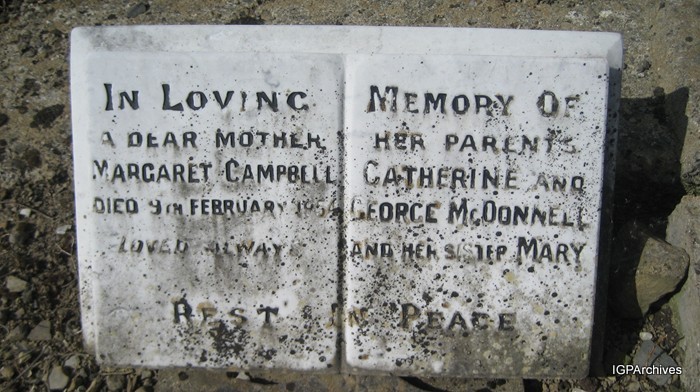 IN LOVING
A DEAR MOTHER
MARGARET CAMPBELL
DIED 9TH FEBRUARY
LOVED ALWAYS
MEMORY OF
HER PARENTS
CATHERINE AND
GEORGE McDONNELL
AND HER SISTER MARY
REST IN PEACE
IGPArchives